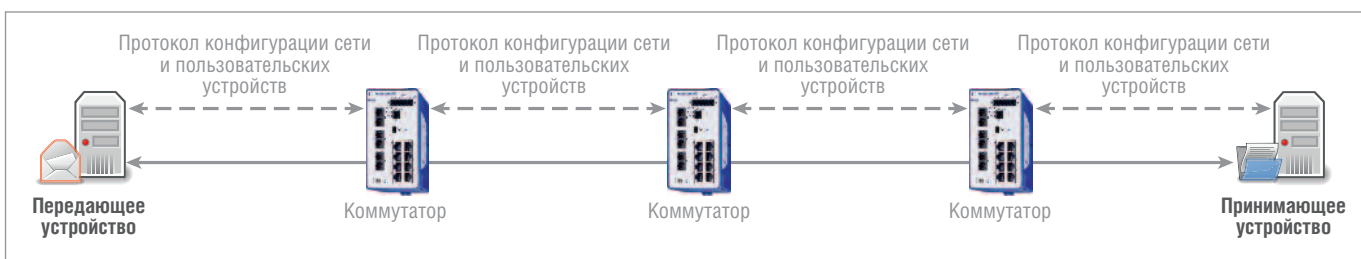 Протокол конфигурации сети
и пользовательских
устройств
Протокол конфигурации сети
и пользовательских
устройств
Протокол конфигурации сети
и пользовательских
устройств
Протокол конфигурации сети
и пользовательских
устройств
Передающее
устройство
Коммутатор
Коммутатор
Коммутатор
Принимающее
устройство